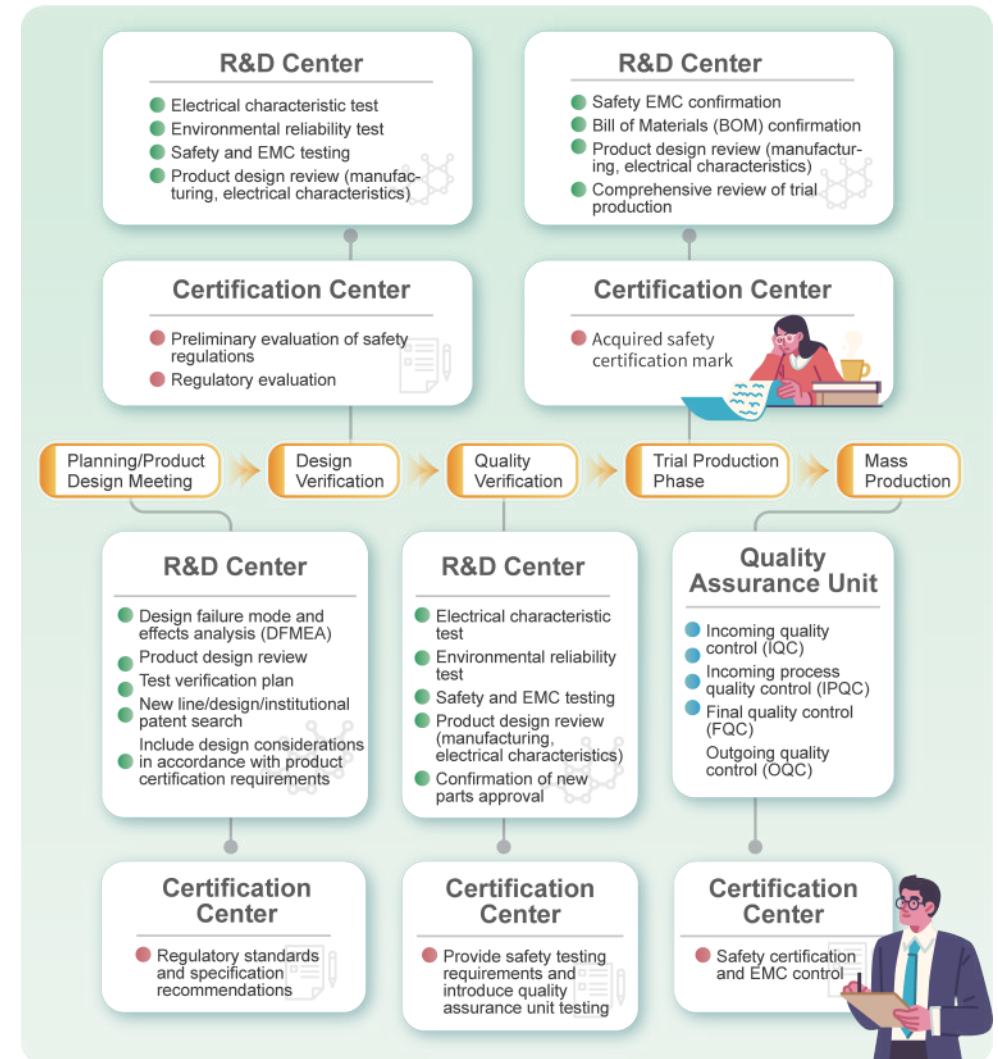 R&D Center
Electrical characteristic test
Environmental reliability test
Safety and EMC testing
Product design review (manufac-
turing, electrical characteristics)
R&D Center
Safety EMC confirmation
Bill of Materials (BOM) confirmation
Product design review (manufactur-
ing, electrical characteristics)
Comprehensive review of trial
production
Certification Center
Preliminary evaluation of safety
regulations
Regulatory evaluation
Certification Center
Acquired safety
certification mark
Planning/Product
Design Meeting
Design
Verification
Quality
Verification
Trial Production
Phase
Mass
Production
R&D Center
Design failure mode and
effects analysis (DFMEA)
Product design review
Test verification plan
New line/design/institutional
patent search
Include design considerations
in accordance with product
certification requirements
R&D Center
Electrical characteristic
test
Environmental reliability
test
Safety and EMC testing
Product design review
(manufacturing,
electrical characteristics)
Confirmation of new
parts approval
Quality
Assurance Unit
Incoming quality
control (IQC)
Incoming process
quality control (IPQC)
Final quality control
(FQC)
Outgoing quality
control (OQC)
Certification
Center
Regulatory standards
and specification
recommendations
Certification
Center
Provide safety testing
requirements and
introduce quality
assurance unit testing
Certification
Center
Safety certification
and EMC control